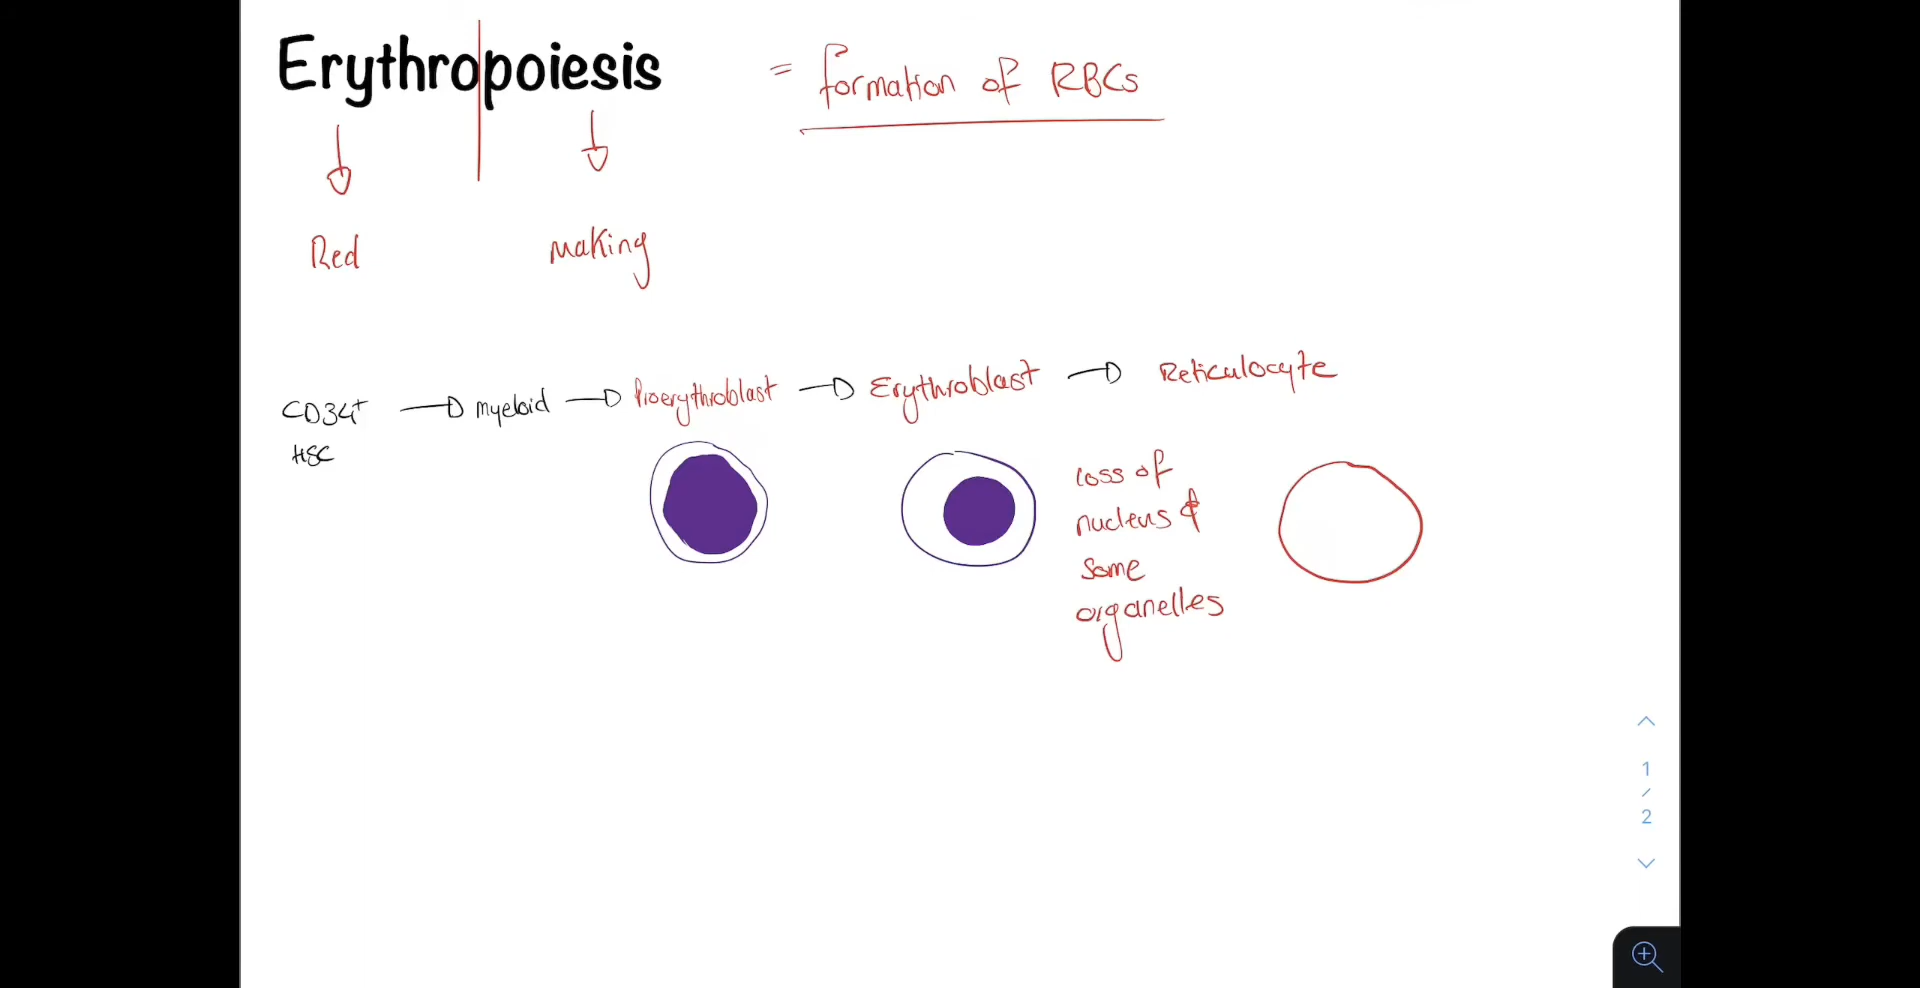 Erythropoiesis = formation of RBCs
Red making
CD34+ myeloid Proerythroblast Erythroblast Reticulocyte
HSC
loss of
nucleus &
some
organelles
1
/
2